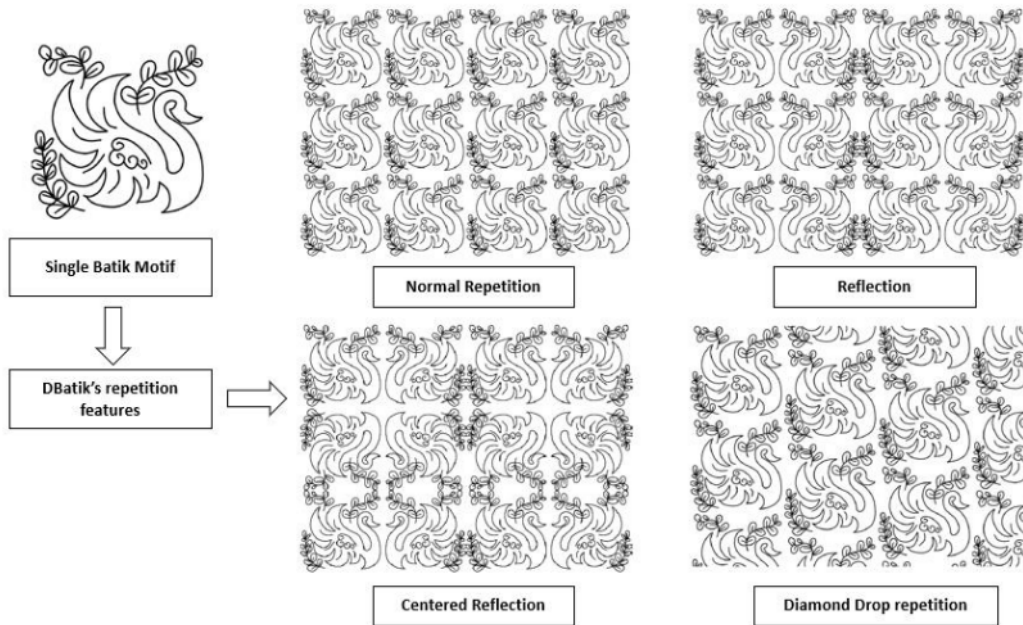 Single Batik Motif
Normal Repetition
Reflection
DBatik's repetition
features
Centered Reflection
Diamond Drop repetition